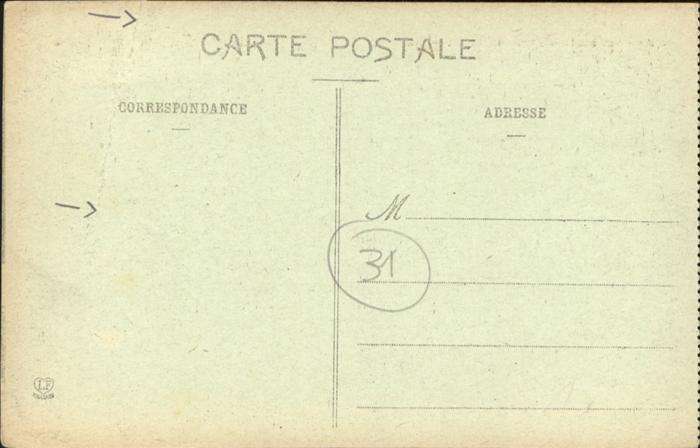 CARTE POSTALE
CORRESPONDANCE
ADRESSE
M
31